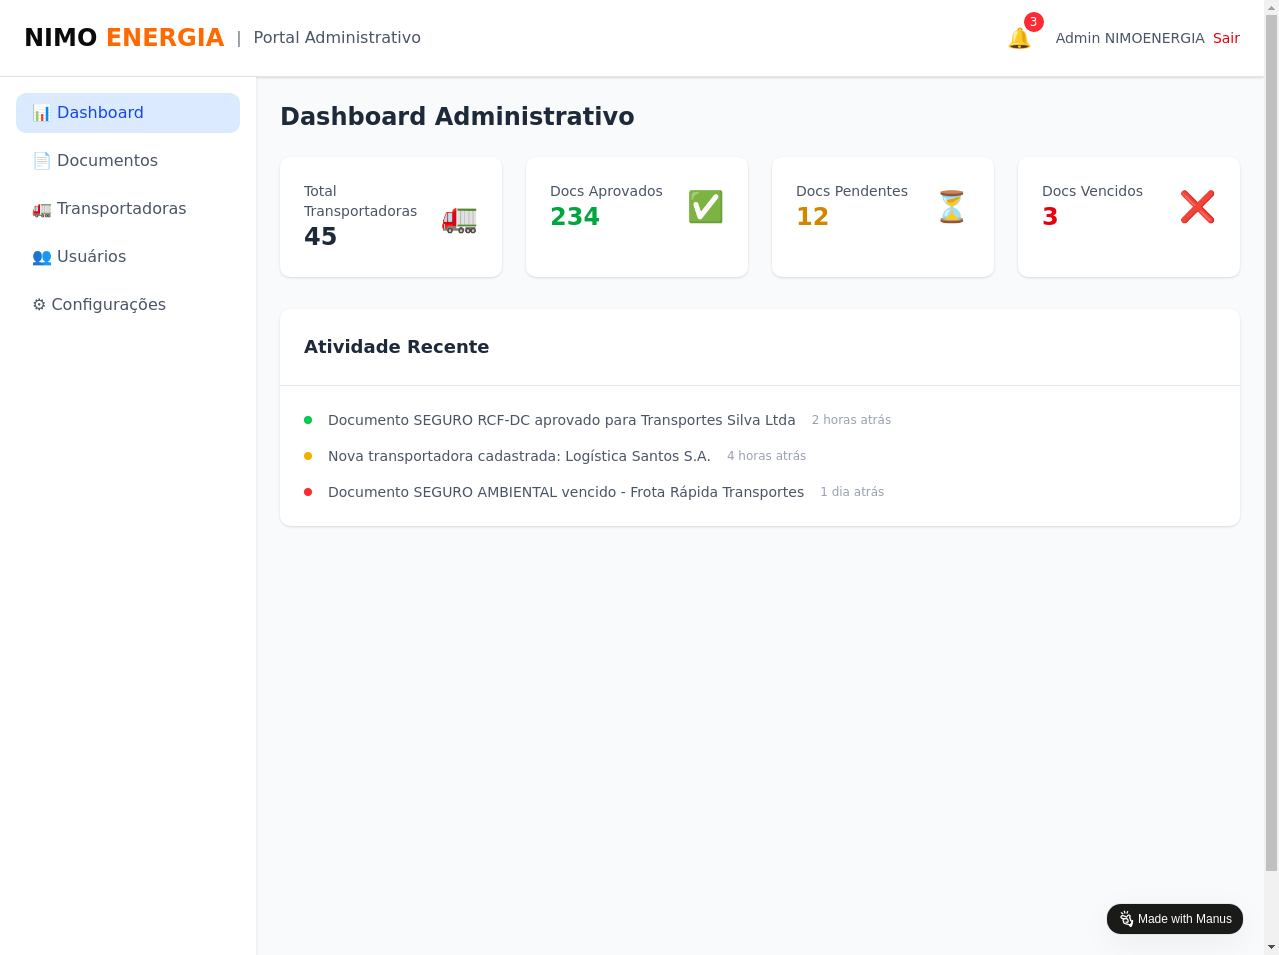 NIMO ENERGIA | Portal Administrativo
3
Admin NIMOENERGIA Sair
Dashboard
Documentos
Transportadoras
Usuários
Configurações
Dashboard Administrativo
Total
Transportadoras
45
Docs Aprovados
234
Docs Pendentes
12
Docs Vencidos
3
Atividade Recente
Documento SEGURO RCF-DC aprovado para Transportes Silva Ltda 2 horas atrás
Nova transportadora cadastrada: Logística Santos S.A. 4 horas atrás
Documento SEGURO AMBIENTAL vencido - Frota Rápida Transportes 1 dia atrás
Made with Manus